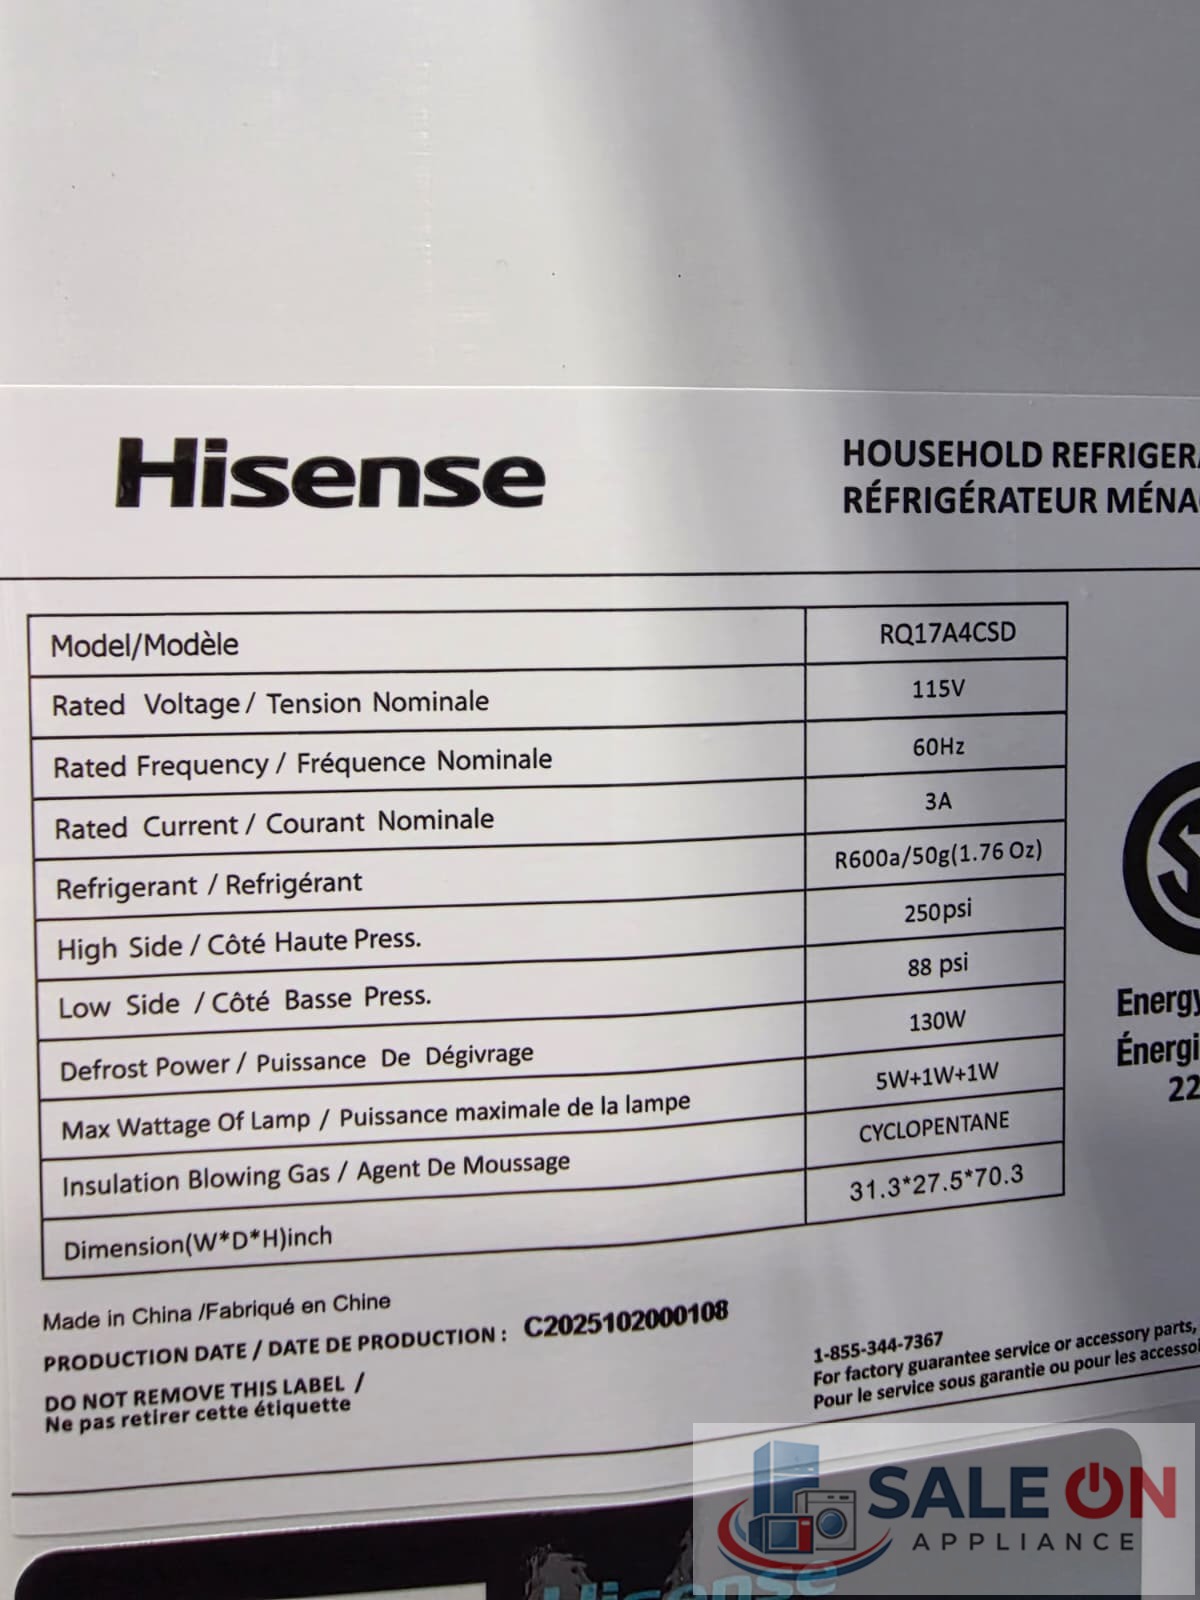 Hisense
HOUSEHOLD
RÉFRIGÉRATEUR
Model/Modèle RQ17A4CSD
Rated Voltage / Tension Nominale 115V
Rated Frequency / Fréquence Nominale 60Hz
Rated Current / Courant Nominale 3A
Refrigerant / Refrigérant R600a/50g(1.76 Oz)
High Side / Côté Haute Press. 250psi
Low Side / Côté Basse Press. 88 psi
Defrost Power / Puissance De Dégivrage 130W
Max Wattage Of Lamp / Puissance maximale de la lampe 5W+1W+1W
Insulation Blowing Gas / Agent De Moussage CYCLOPENTANE
Dimension(W*D*H)inch 31.3*27.5*70.3
Energy
Made in China /Fabriqué en Chine
PRODUCTION DATE / DATE DE PRODUCTION : C2025102000108
DO NOT REMOVE THIS LABEL /
Ne pas retirer cette étiquette
1-855-344-7367
For factory guarantee service or accessory parts,
Pour le service sous garantie ou pour les
SALE ON
APPLIANCE
Hisense